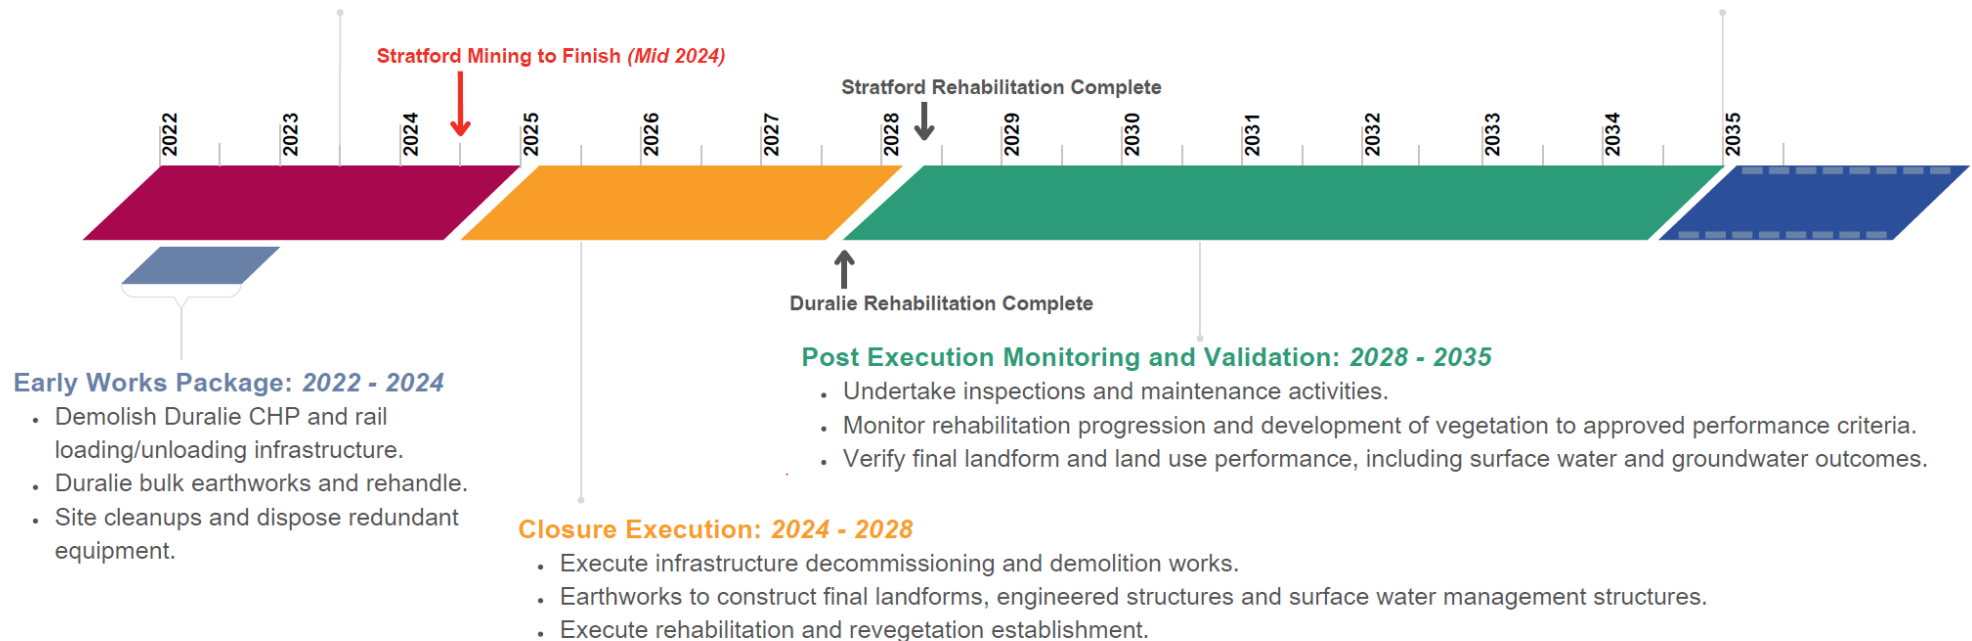 Stratford Mining to Finish (Mid 2024)
Stratford Rehabilitation Complete
2022
2023
2024
2025
2026
2027
2028
2029
2030
2031
2032
2033
2034
2035
Duralie Rehabilitation Complete
Early Works Package: 2022 - 2024
• Demolish Duralie CHP and rail
loading/unloading infrastructure.
• Duralie bulk earthworks and rehandle.
• Site cleanups and dispose redundant
equipment.
Post Execution Monitoring and Validation: 2028 - 2035
• Undertake inspections and maintenance activities.
• Monitor rehabilitation progression and development of vegetation to approved performance criteria.
• Verify final landform and land use performance, including surface water and groundwater outcomes.
Closure Execution: 2024 - 2028
• Execute infrastructure decommissioning and demolition works.
• Earthworks to construct final landforms, engineered structures and surface water management structures.
• Execute rehabilitation and revegetation establishment.